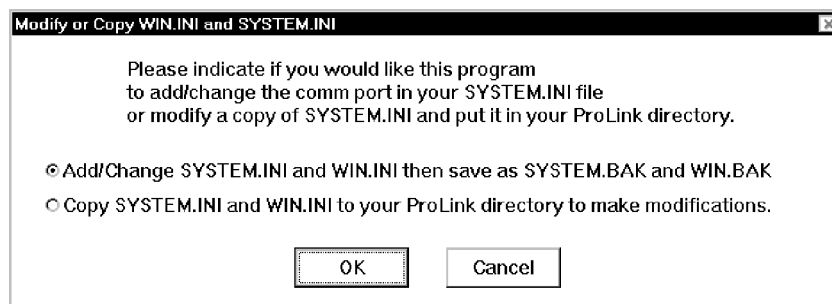 Modify or Copy WIN.INI and SYSTEM.INI
Please indicate if you would like this program
to add/change the comm port in your SYSTEM.INI file
or modify a copy of SYSTEM.INI and put it in your ProLink directory.
Add/Change SYSTEM.INI and WIN.INI then save as SYSTEM.BAK and WIN.BAK
Copy SYSTEM.INI and WIN.INI to your ProLink directory to make modifications.
OK Cancel